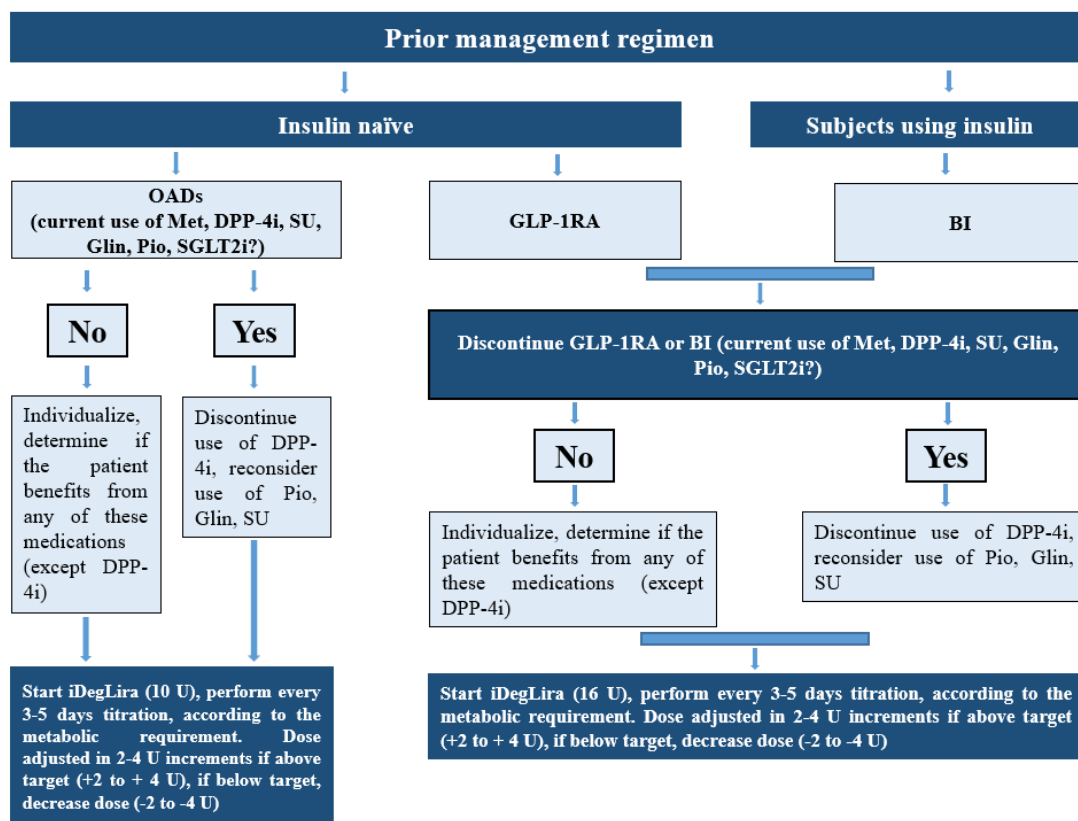 Prior management regimen
Insulin naïve
Subjects using insulin
OADs
(current use of Met, DPP-4i, SU,
Glin, Pio, SGLT2i?)
GLP-1RA
BI
No
Yes
Discontinue GLP-1RA or BI (current use of Met, DPP-4i, SU, Glin,
Pio, SGLT2i?)
Individualize,
determine if
the patient
benefits from
any of these
medications
(except DPP-
4i)
Discontinue
use of DPP-
4i, reconsider
use of Pio,
Glin, SU
No
Yes
Individualize, determine if the
patient benefits from any of
these medications (except
DPP-4i)
Discontinue use of DPP-4i,
reconsider use of Pio, Glin,
SU
Start iDegLira (10 U), perform every
3-5 days titration, according to the
metabolic requirement. Dose
adjusted in 2-4 U increments if above
target (+2 to + 4 U), if below target,
decrease dose (-2 to -4 U)
Start iDegLira (16 U), perform every 3-5 days titration, according to the
metabolic requirement. Dose adjusted in 2-4 U increments if above target
(+2 to + 4 U), if below target, decrease dose (-2 to -4 U)